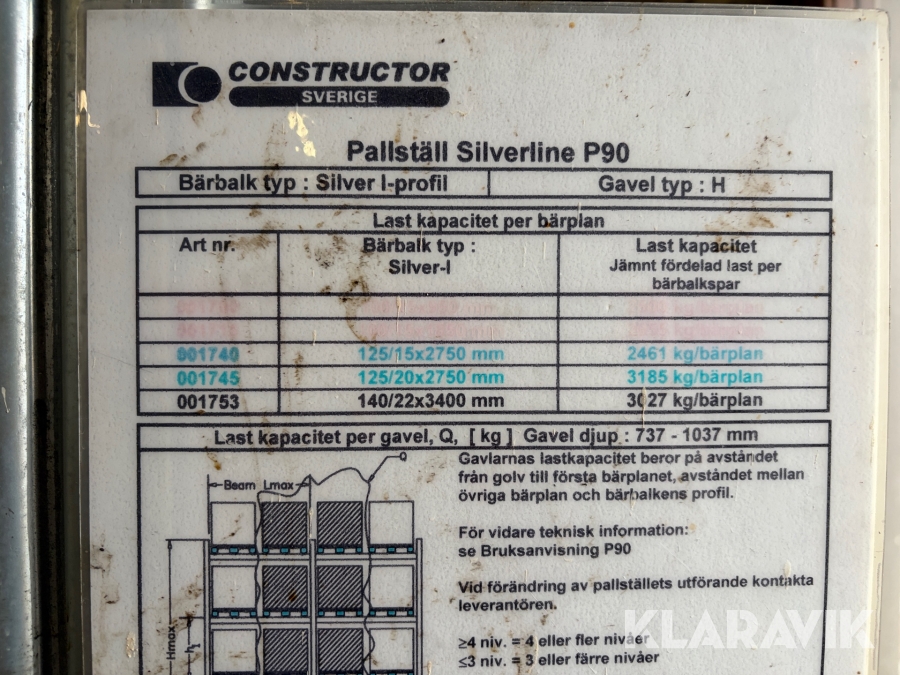 CONSTRUCTOR
SVERIGE
Pallställ Silverline P90
Bärbalk typ : Silver I-profil Gavel typ : H
Last kapacitet per bärplan
Art nr. Bärbalk typ : Last kapacitet
Silver-I Jämnt fördelad last per
bärbalkspar
001740 125/15x2750 mm 2461 kg/bärplan
001745 125/20x2750 mm 3185 kg/bärplan
001753 140/22x3400 mm 3027 kg/bärplan
Last kapacitet per gavel, Q, [ kg ] Gavel djup : 737 - 1037 mm
Q
Beam Lmax
Hmax
h1
Gavlarnas lastkapacitet beror på avståndet
från golv till första bärplanet, avståndet mellan
övriga bärplan och bärbalkens profil.
För vidare teknisk information:
se Bruksanvisning P90
Vid förändring av pallställets utförande kontakta
leverantören.
≥4 niv. = 4 eller fler nivåer
≤3 niv. = 3 eller färre nivåer
KLARAVIK